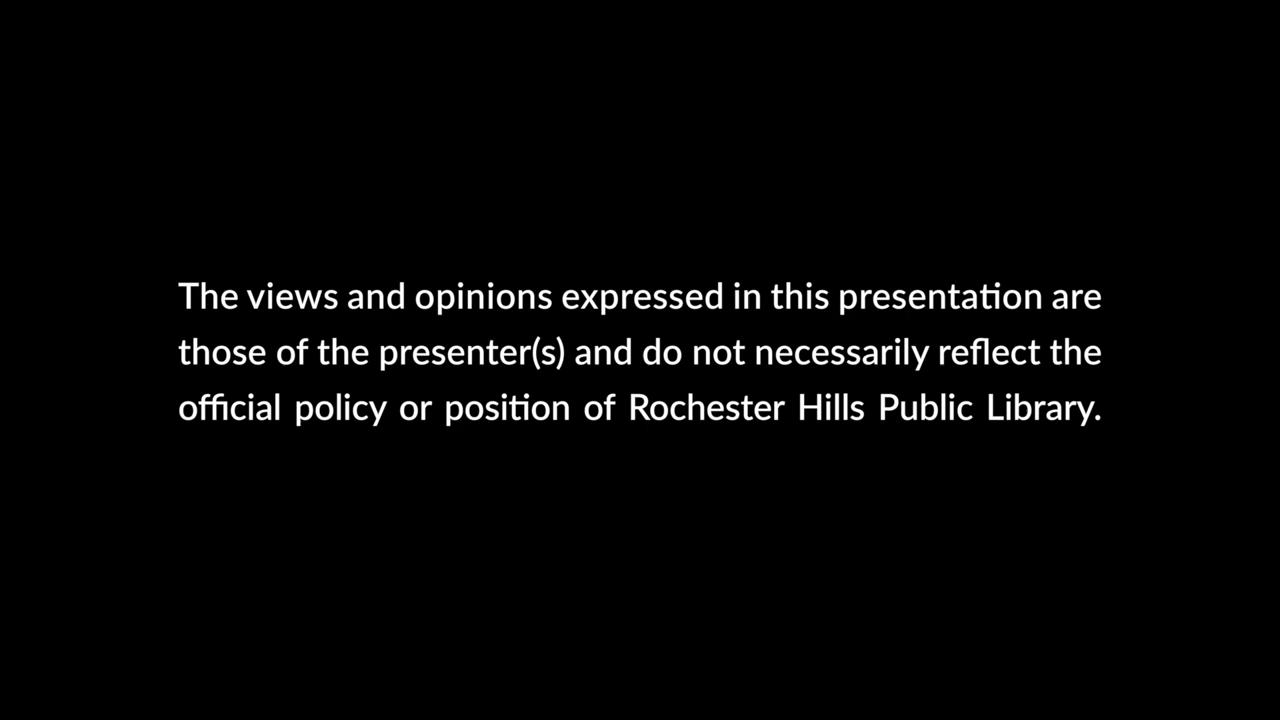 The views and opinions expressed in this presentation are
those of the presenter(s) and do not necessarily reflect the
official policy or position of Rochester Hills Public Library.